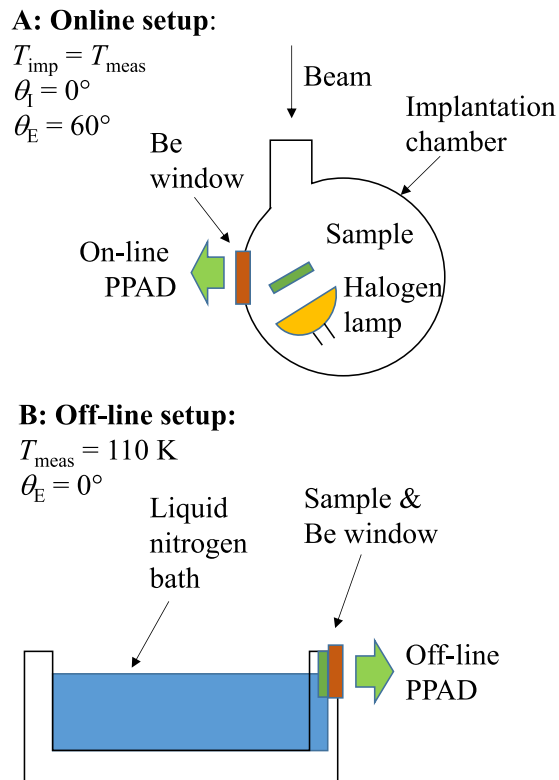 A: Online setup:
T_imp = T_meas
θ_I = 0°
θ_E = 60°
Beam
Implantation
chamber
Be
window
Sample
On-line
PPAD
Halogen
lamp
B: Off-line setup:
T_meas = 110 K
θ_E = 0°
Liquid
nitrogen
bath
Sample &
Be window
Off-line
PPAD